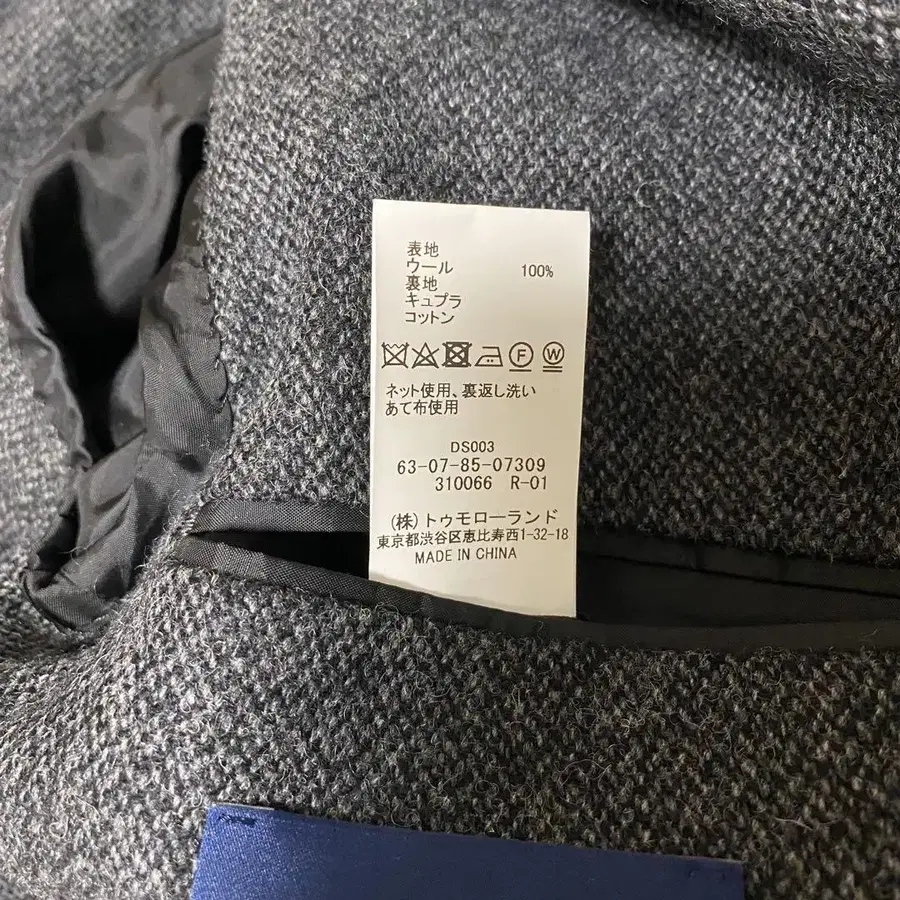 表地
ウール 100%
裏地
キュプラ
コットン
F W
ネット使用、裏返し洗い
あて布使用
DS003
63-07-85-07309
310066 R-01
(株)トゥモローランド
東京都渋谷区恵比寿西1-32-18
MADE IN CHINA